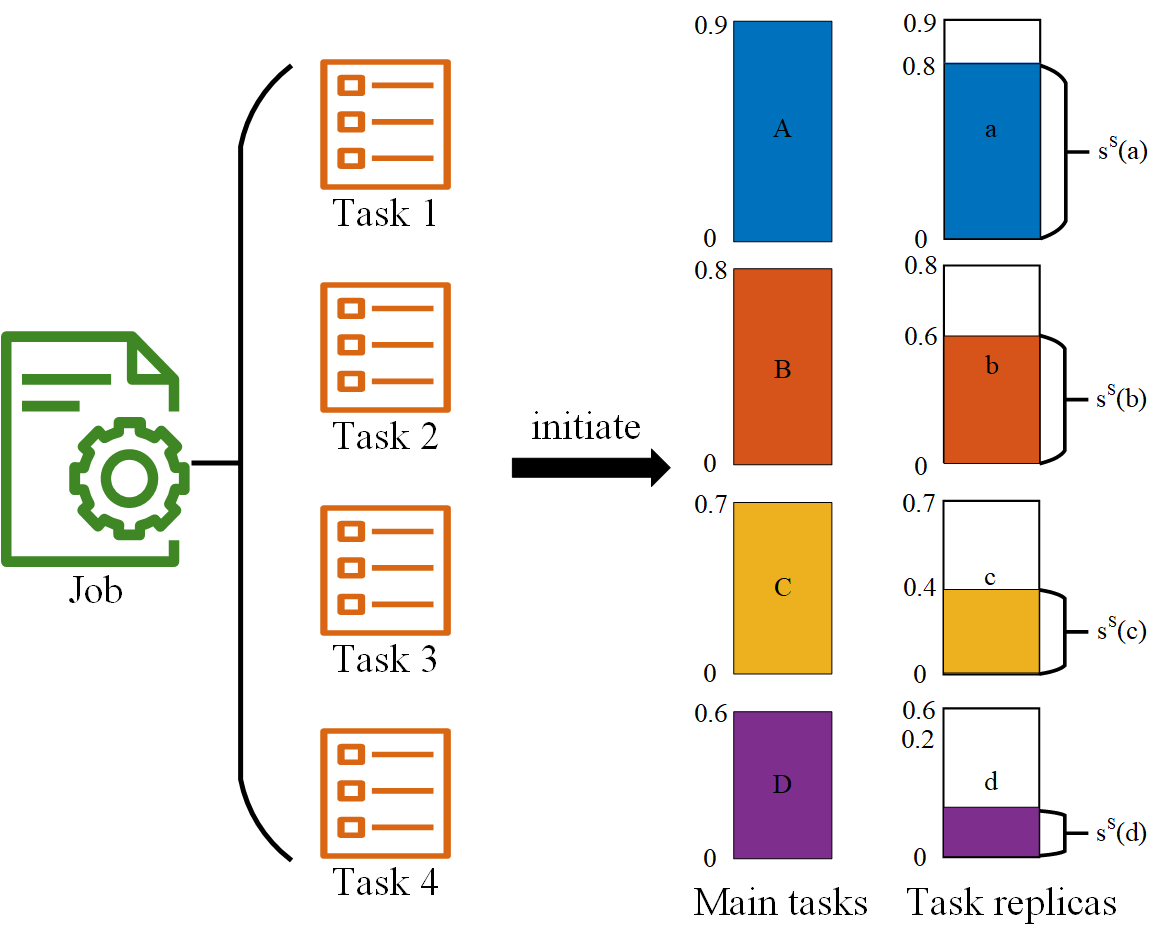 Job
Task 1
Task 2
Task 3
Task 4
initiate
0.9
A
0
0.8
B
0
0.7
C
0
0.6
D
0
Main tasks
0.9
0.8
a
0
s^s(a)
0.8
0.6
b
0
s^s(b)
0.7
c
0.4
0
s^s(c)
0.6
0.2
d
0
s^s(d)
Task replicas